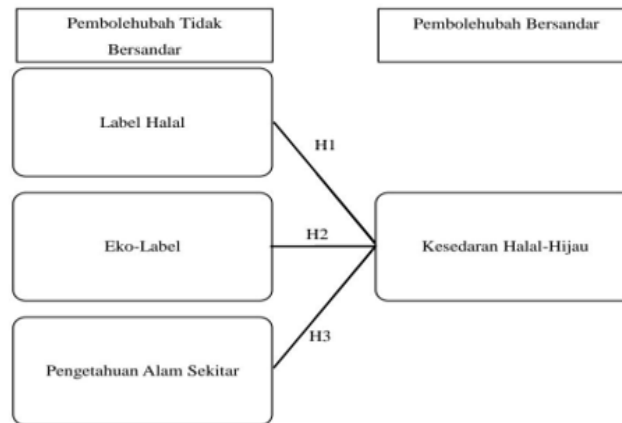 Pembolehubah Tidak
Bersandar
Pembolehubah Bersandar
Label Halal
H1
Eko-Label
H2
Kesedaran Halal-Hijau
H3
Pengetahuan Alam Sekitar